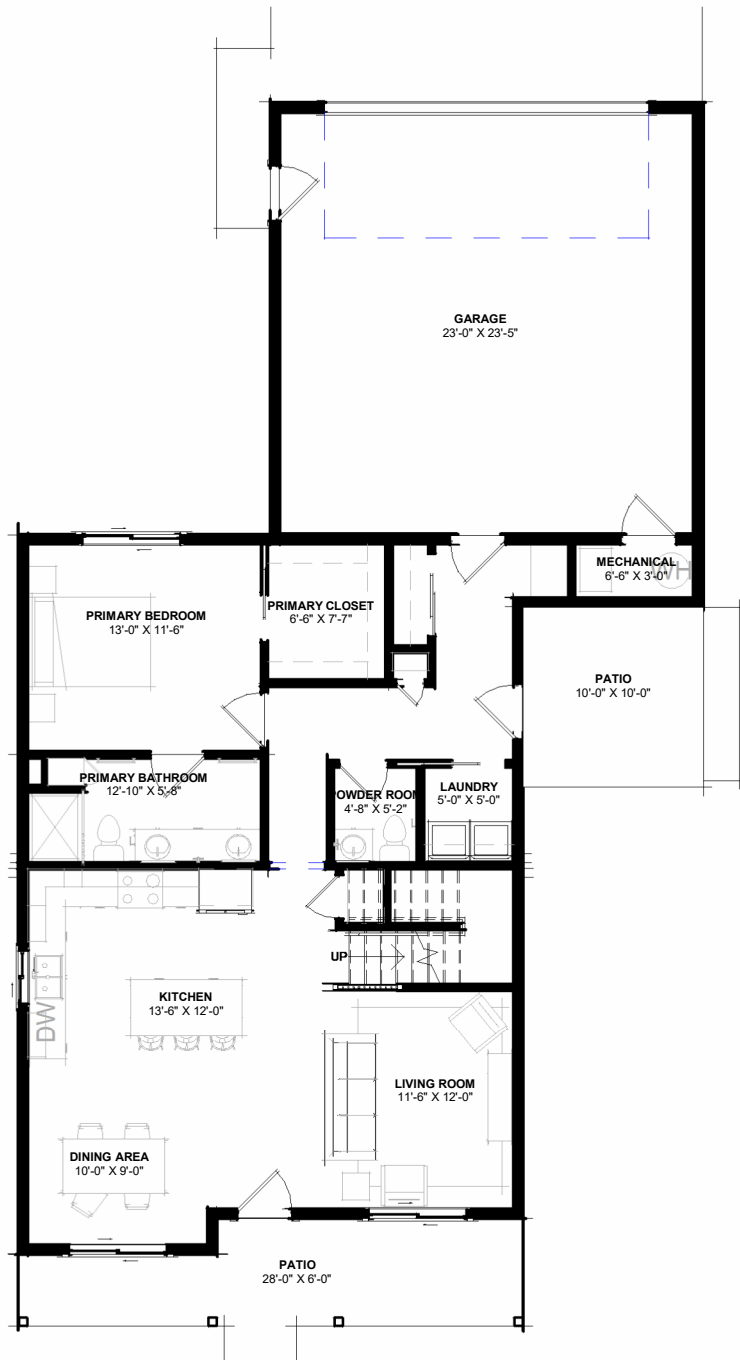 GARAGE
23'-0" X 23'-5"
MECHANICAL
6'-6" X 3'-0"
WH
PRIMARY BEDROOM
13'-0" X 11'-6"
PRIMARY CLOSET
6'-6" X 7'-7"
PATIO
10'-0" X 10'-0"
PRIMARY BATHROOM
12'-10" X 5'-8"
POWDER ROOM
4'-8" X 5'-2"
LAUNDRY
5'-0" X 5'-0"
UP
KITCHEN
13'-6" X 12'-0"
DW
LIVING ROOM
11'-6" X 12'-0"
DINING AREA
10'-0" X 9'-0"
PATIO
28'-0" X 6'-0"